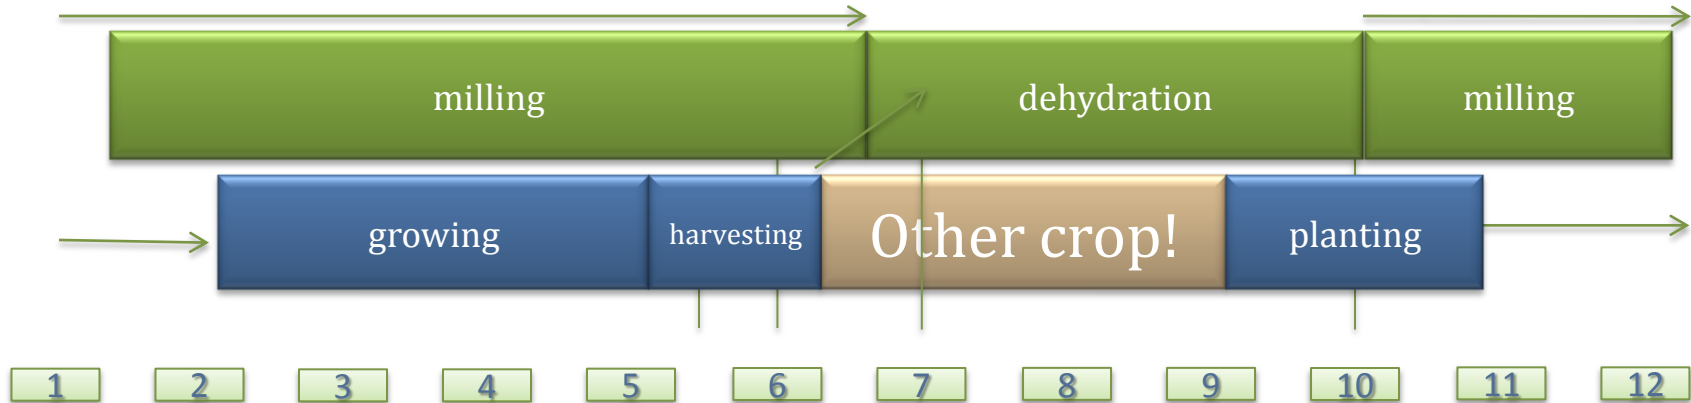 milling
dehydration
milling
growing
harvesting
Other crop!
planting
1 2 3 4 5 6 7 8 9 10 11 12